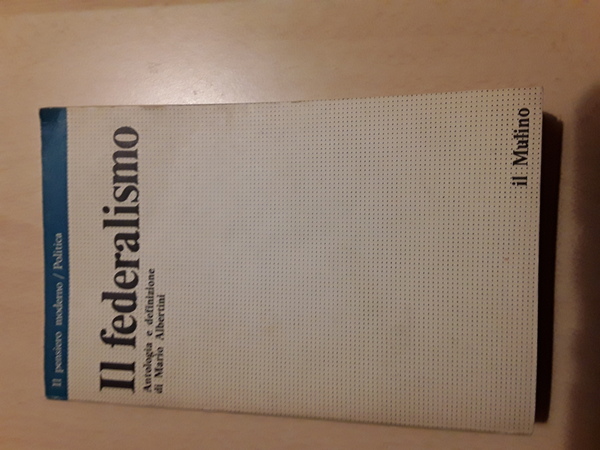 Il pensiero moderno / Politica
Il federalismo
Antologia e definizione
di Mario Albertini
il Mulino